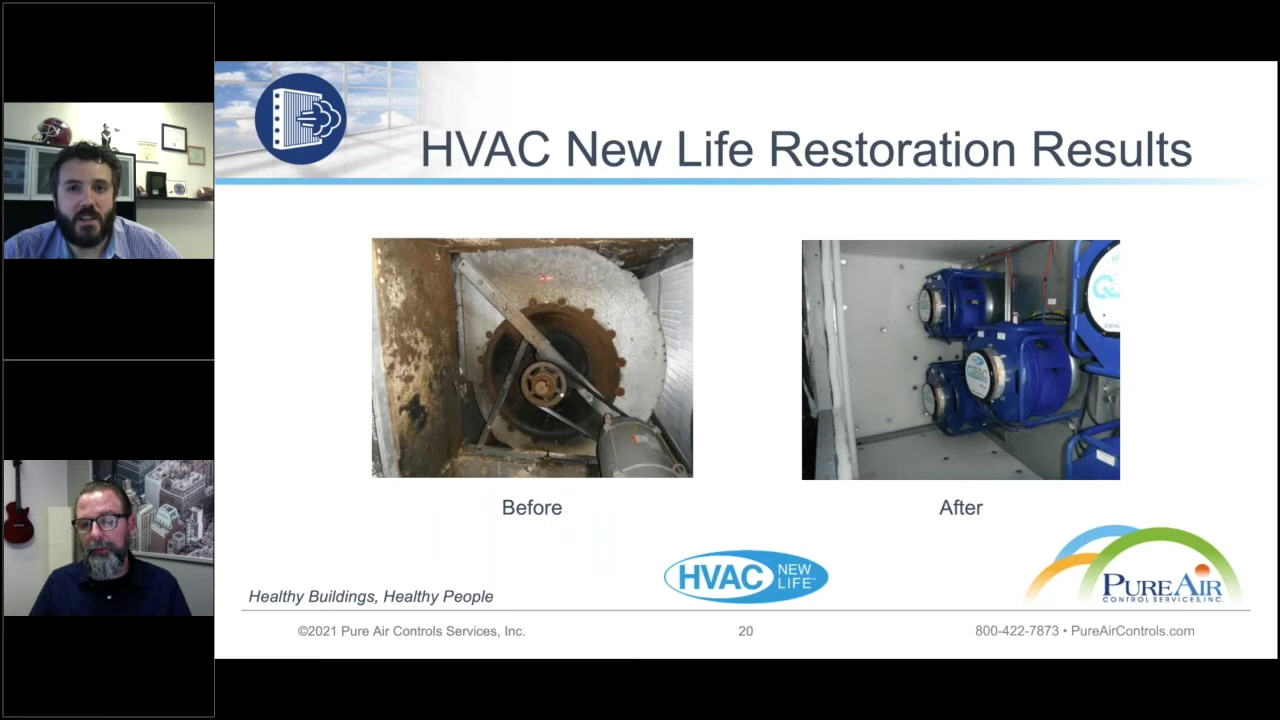 HVAC New Life Restoration Results
Before
After
HVAC NEW LIFE™
PURE AIR
CONTROL SERVICES, INC.
Healthy Buildings, Healthy People
©2021 Pure Air Controls Services, Inc.
20
800-422-7873 • PureAirControls.com